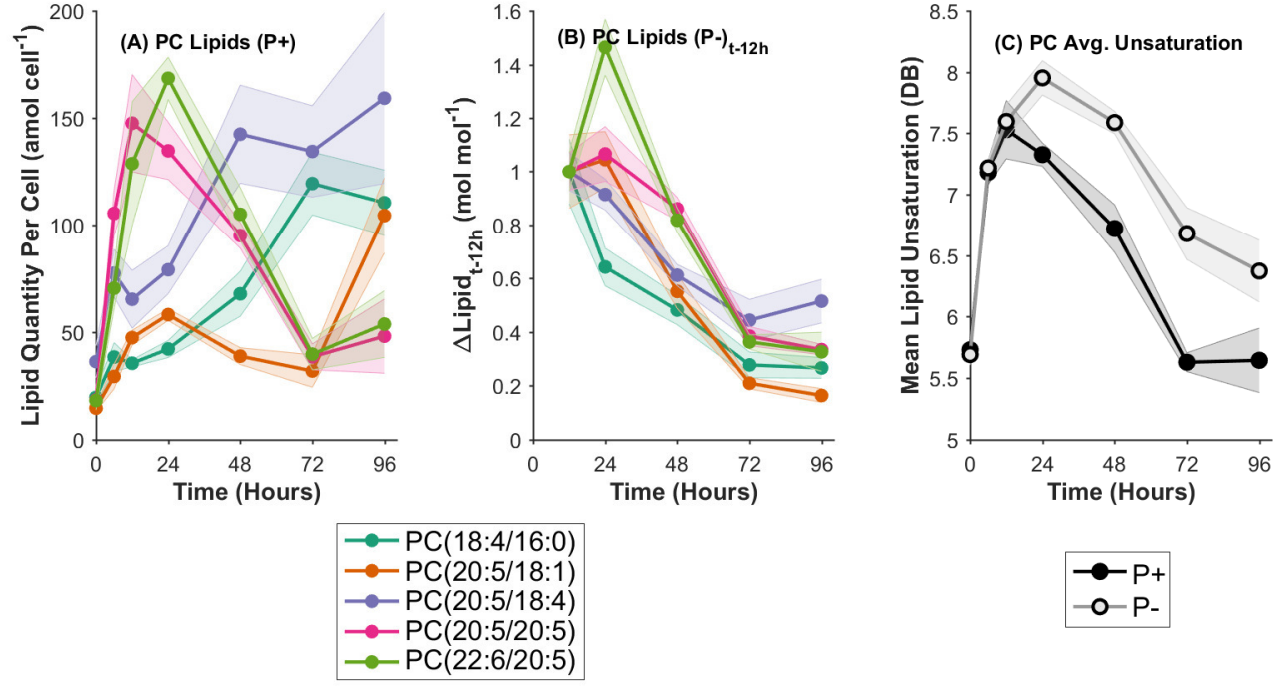 (A) PC Lipids (P+)
Lipid Quantity Per Cell (amol cell-1)
200
150
100
50
0
0 24 48 72 96
Time (Hours)
(B) PC Lipids (P-)t-12h
ΔLipidt-12h (mol mol-1)
1.6
1.4
1.2
1
0.8
0.6
0.4
0.2
0
0 24 48 72 96
Time (Hours)
(C) PC Avg. Unsaturation
Mean Lipid Unsaturation (DB)
8.5
8
7.5
7
6.5
6
5.5
5
0 24 48 72 96
Time (Hours)
PC(18:4/16:0)
PC(20:5/18:1)
PC(20:5/18:4)
PC(20:5/20:5)
PC(22:6/20:5)
P+
P-